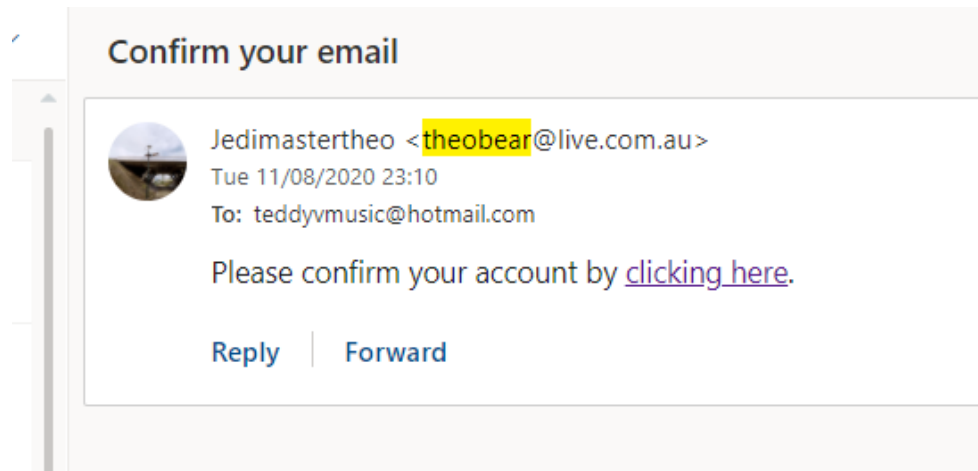 Confirm your email
Jedimastertheo <theobear@live.com.au>
Tue 11/08/2020 23:10
To: teddyvmusic@hotmail.com
Please confirm your account by clicking here.
Reply
Forward